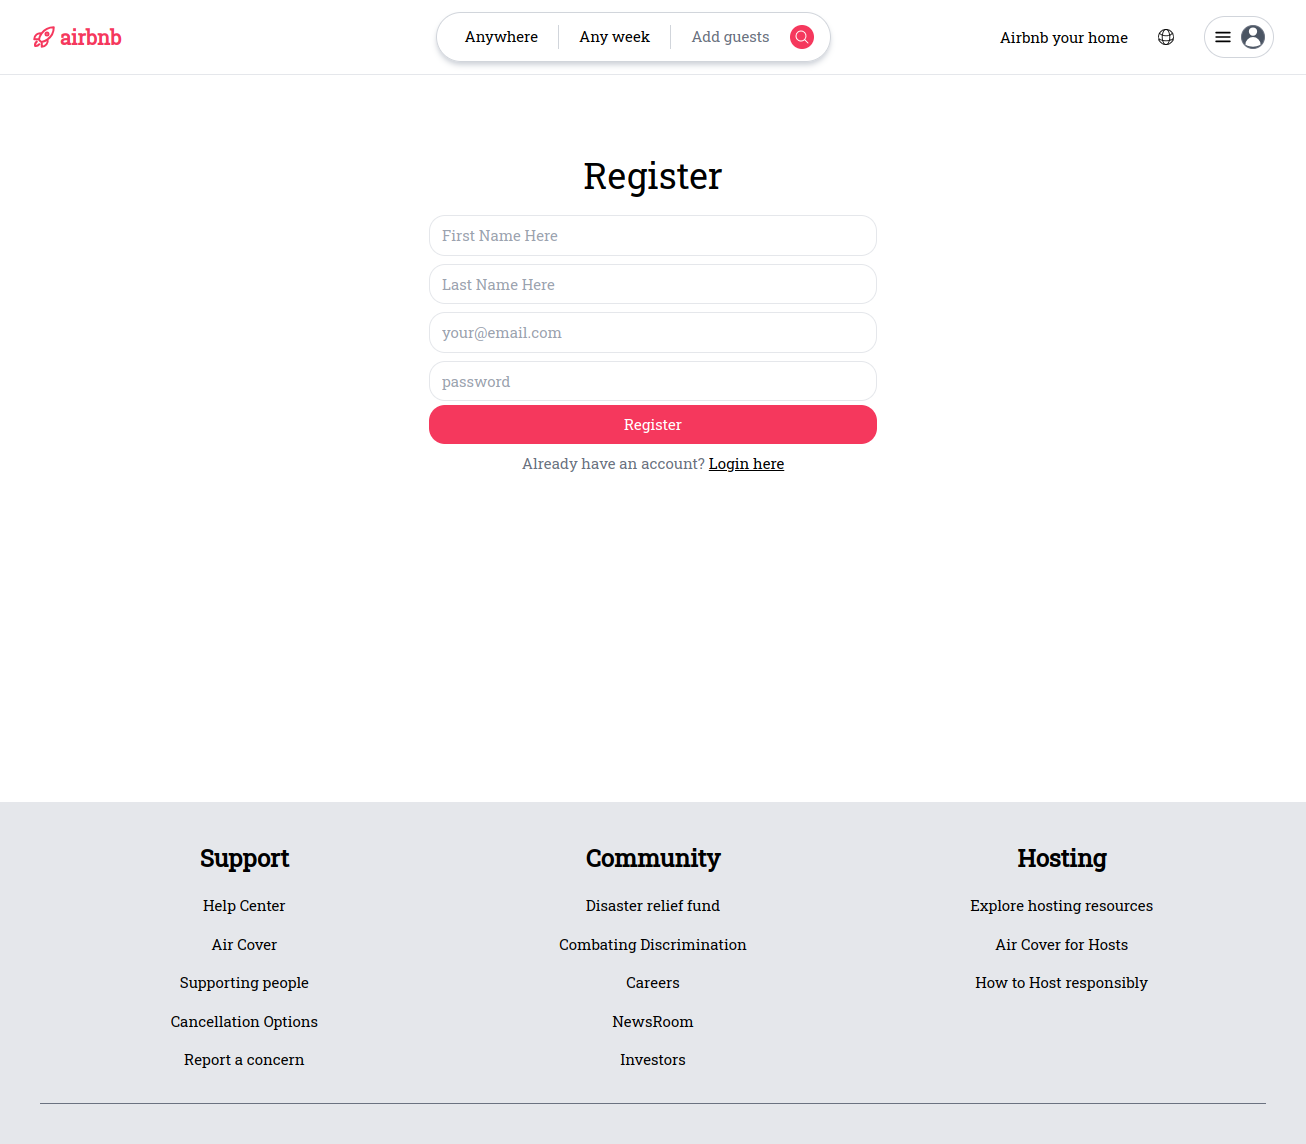 airbnb
Anywhere
Any week
Add guests
Airbnb your home
Register
First Name Here
Last Name Here
your@email.com
password
Register
Already have an account? Login here
Support
Help Center
Air Cover
Supporting people
Cancellation Options
Report a concern
Community
Disaster relief fund
Combating Discrimination
Careers
NewsRoom
Investors
Hosting
Explore hosting resources
Air Cover for Hosts
How to Host responsibly